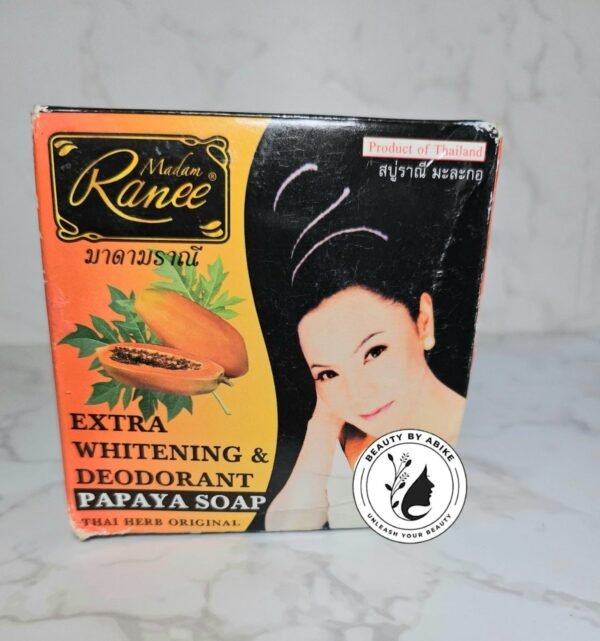 Madam
Ranee®
มาดามราณี
Product of Thailand
สบู่ราณี มะละกอ
EXTRA
WHITENING &
DEODORANT
PAPAYA SOAP
THAI HERB ORIGINAL
BEAUTY BY ABIKE
UNLEASH YOUR BEAUTY